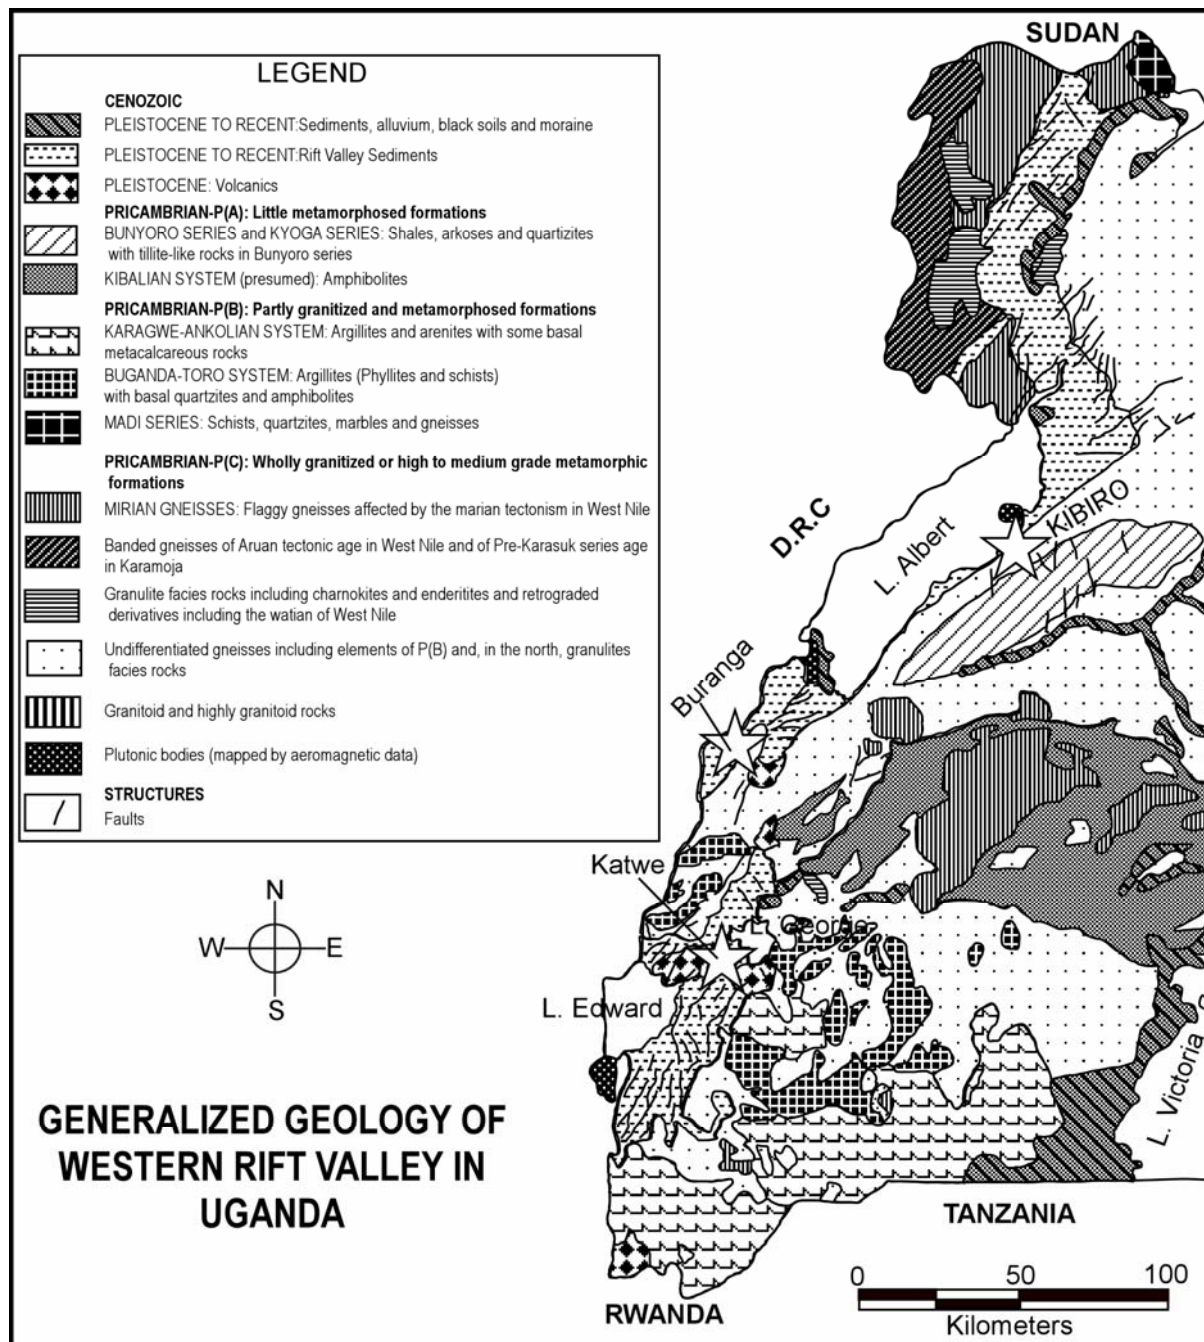 SUDAN
LEGEND
CENOZOIC
PLEISTOCENE TO RECENT:Sediments, alluvium, black soils and moraine
PLEISTOCENE TO RECENT:Rift Valley Sediments
PLEISTOCENE: Volcanics
PRICAMBRIAN-P(A): Little metamorphosed formations
BUNYORO SERIES and KYOGA SERIES: Shales, arkoses and quartizites
with tillite-like rocks in Bunyoro series
KIBALIAN SYSTEM (presumed): Amphibolites
PRICAMBRIAN-P(B): Partly granitized and metamorphosed formations
KARAGWE-ANKOLIAN SYSTEM: Argillites and arenites with some basal
metacalcareous rocks
BUGANDA-TORO SYSTEM: Argillites (Phyllites and schists)
with basal quartzites and amphibolites
MADI SERIES: Schists, quartzites, marbles and gneisses
PRICAMBRIAN-P(C): Wholly granitized or high to medium grade metamorphic
formations
MIRIAN GNEISSES: Flaggy gneisses affected by the marian tectonism in West Nile
Banded gneisses of Aruan tectonic age in West Nile and of Pre-Karasuk series age
in Karamoja
Granulite facies rocks including charnokites and enderitites and retrograded
derivatives including the watian of West Nile
Undifferentiated gneisses including elements of P(B) and, in the north, granulites
facies rocks
Granitoid and highly granitoid rocks
Plutonic bodies (mapped by aeromagnetic data)
STRUCTURES
Faults
D.R.C
L. Albert
KIBIRO
Buranga
Katwe
L. George
L. Edward
L. Victoria
N
W E
S
GENERALIZED GEOLOGY OF
WESTERN RIFT VALLEY IN
UGANDA
TANZANIA
RWANDA
0 50 100
Kilometers